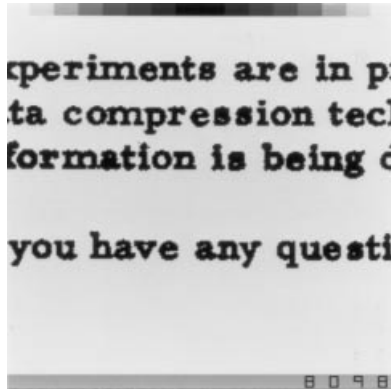 xperiments are in p
ta compression tec
formation is being
you have any questi
8098